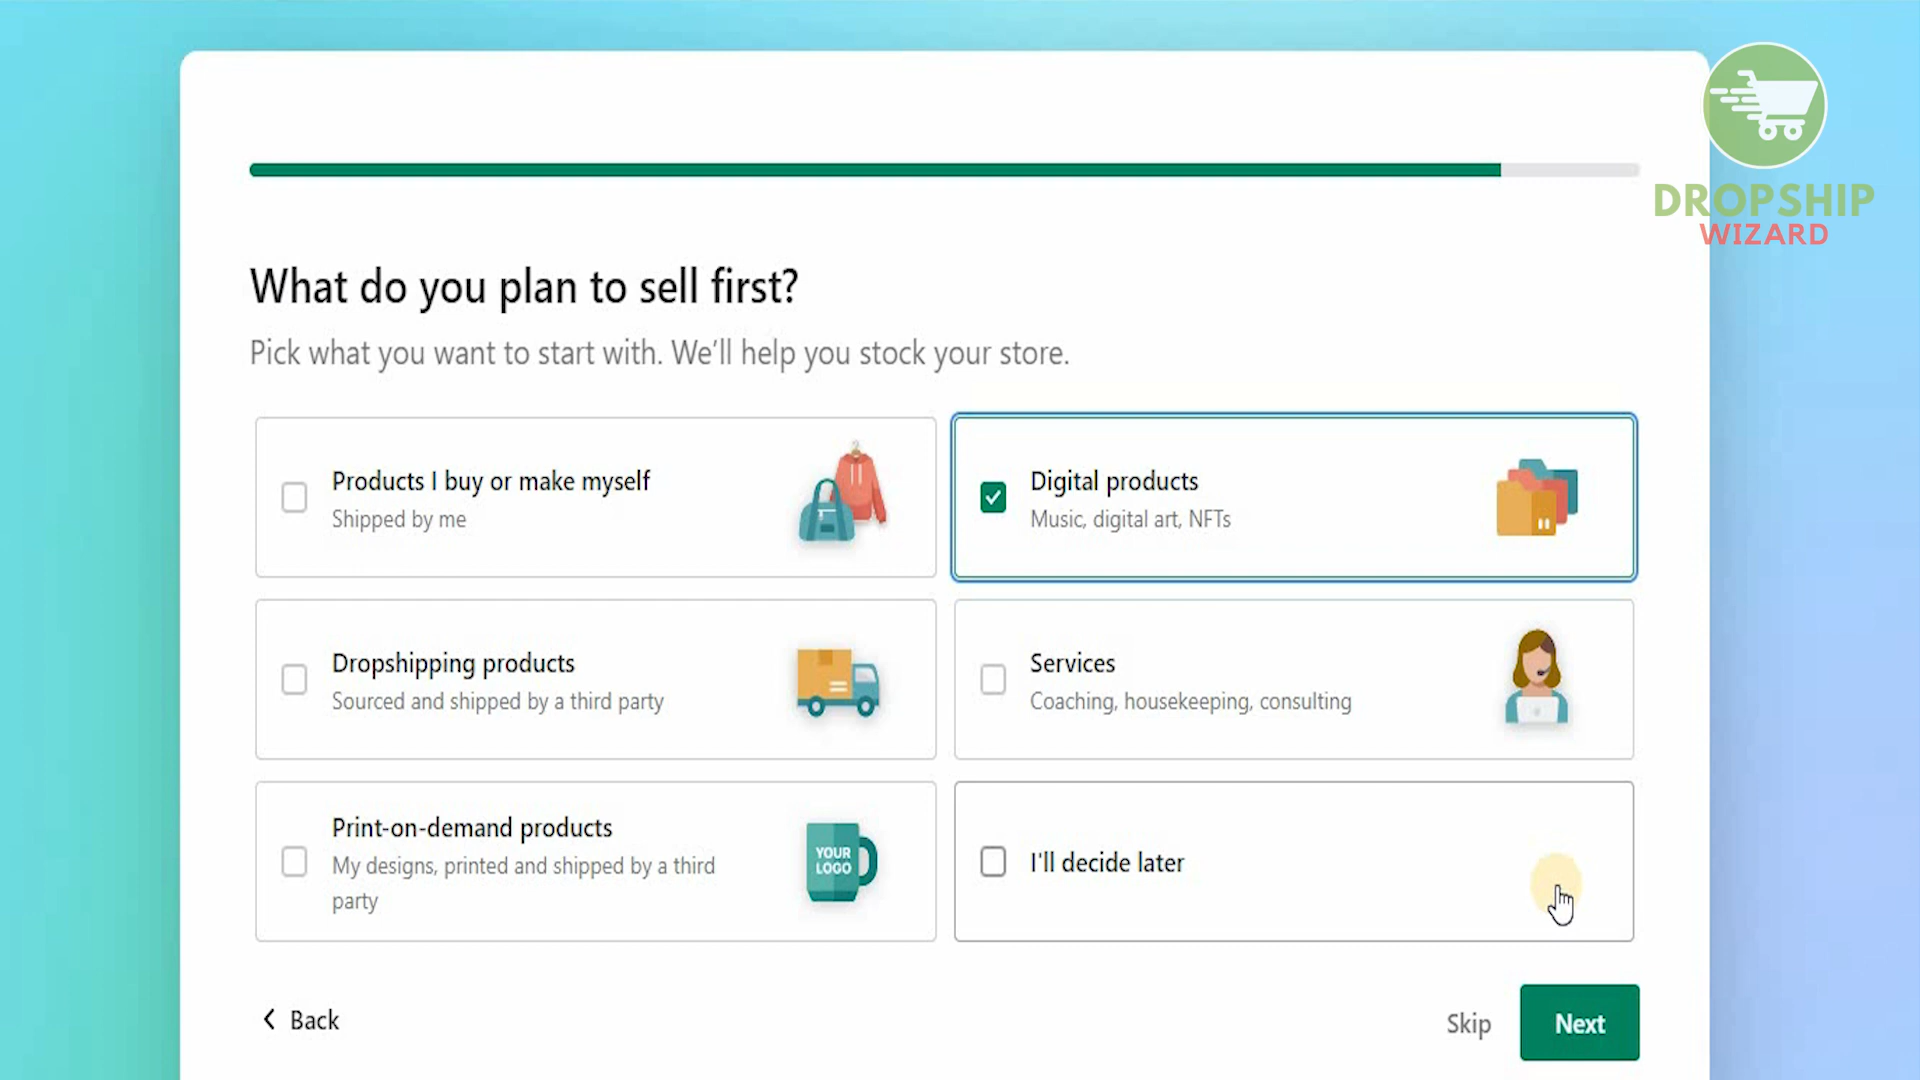 DROPSHIP
WIZARD
What do you plan to sell first?
Pick what you want to start with. We’ll help you stock your store.
Products I buy or make myself
Shipped by me
Digital products
Music, digital art, NFTs
Dropshipping products
Sourced and shipped by a third party
Services
Coaching, housekeeping, consulting
Print-on-demand products
My designs, printed and shipped by a third
party
YOUR
LOGO
I'll decide later
Back
Skip
Next